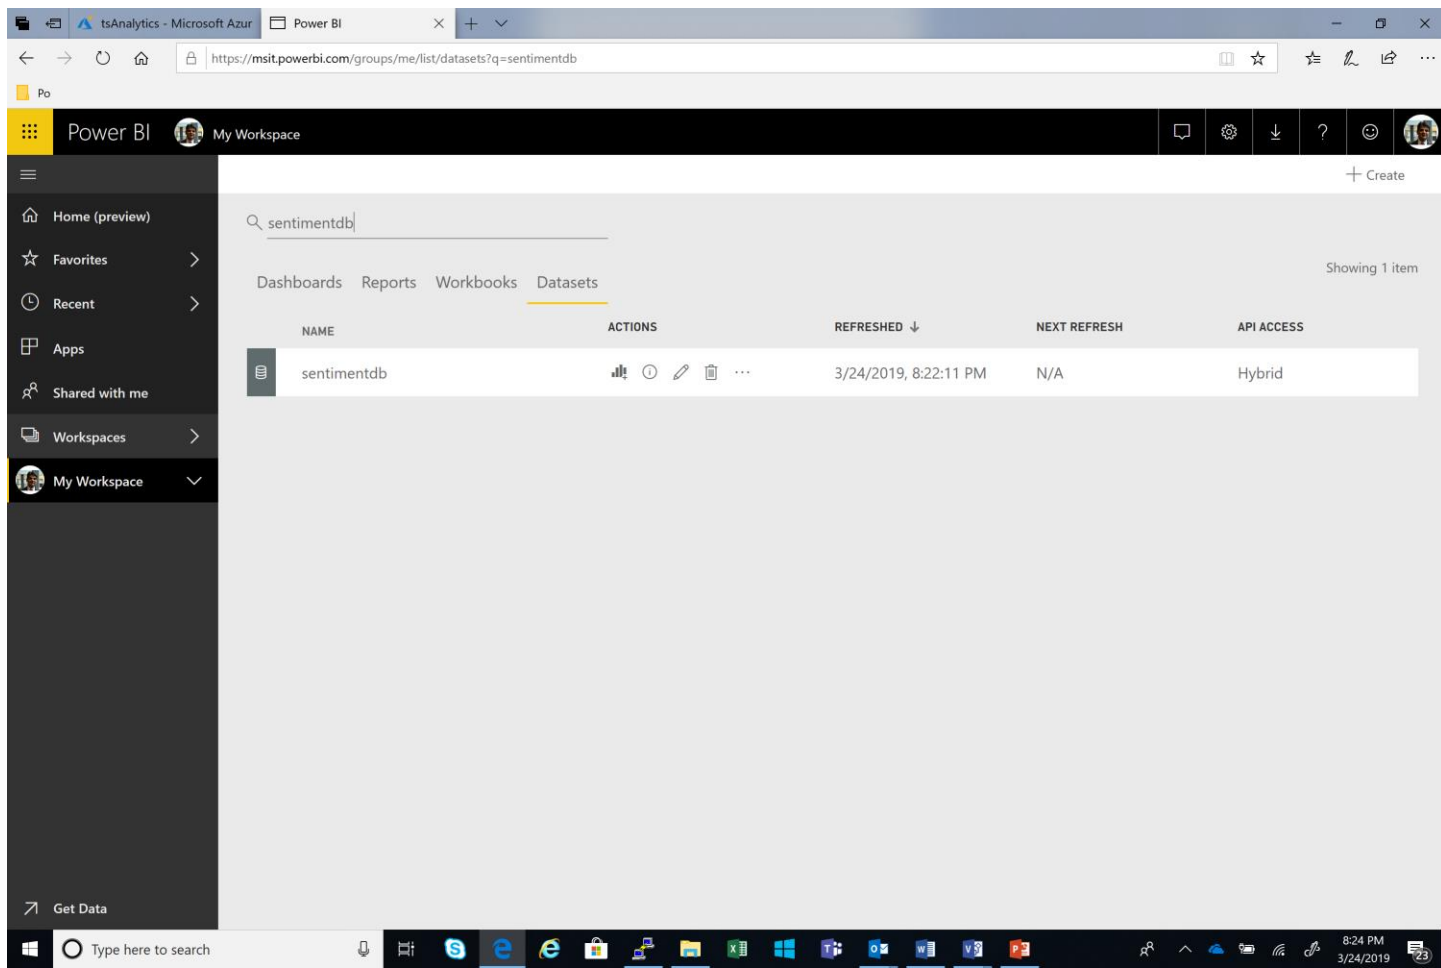 tsAnalytics - Microsoft Azur
Power BI
https://msit.powerbi.com/groups/me/list/datasets?q=sentimentdb
Po
Power BI My Workspace
Create
Home (preview)
Favorites
Recent
Apps
Shared with me
Workspaces
My Workspace
Get Data
sentimentdb
Showing 1 item
Dashboards Reports Workbooks Datasets
NAME ACTIONS REFRESHED NEXT REFRESH API ACCESS
sentimentdb 3/24/2019, 8:22:11 PM N/A Hybrid
Type here to search
8:24 PM
3/24/2019
23